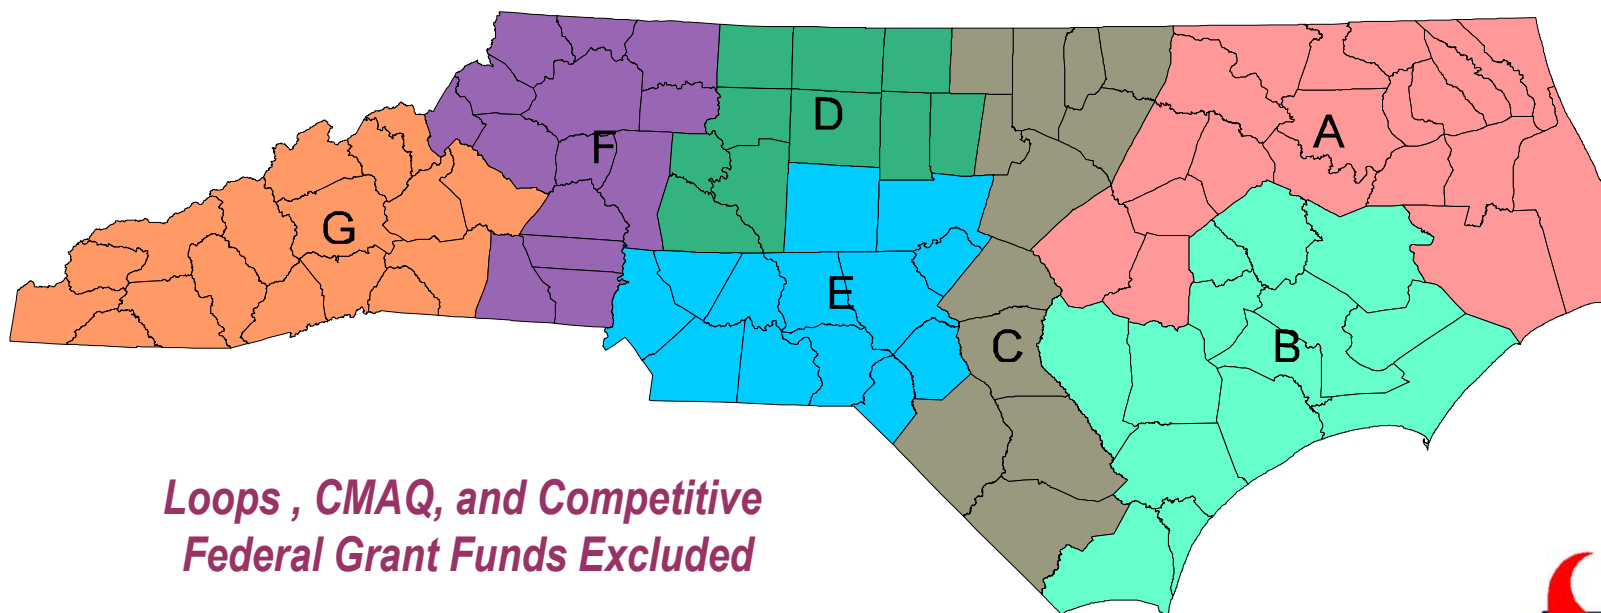 A
D
F
G
E
C
B
Loops , CMAQ, and Competitive
Federal Grant Funds Excluded